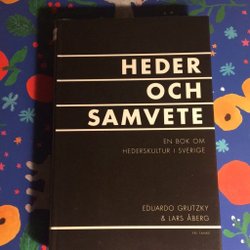 HEDER
OCH
SAMVETE
EN BOK OM
HEDERSKULTUR I SVERIGE
EDUARDO GRUTZKY
& LARS ÅBERG